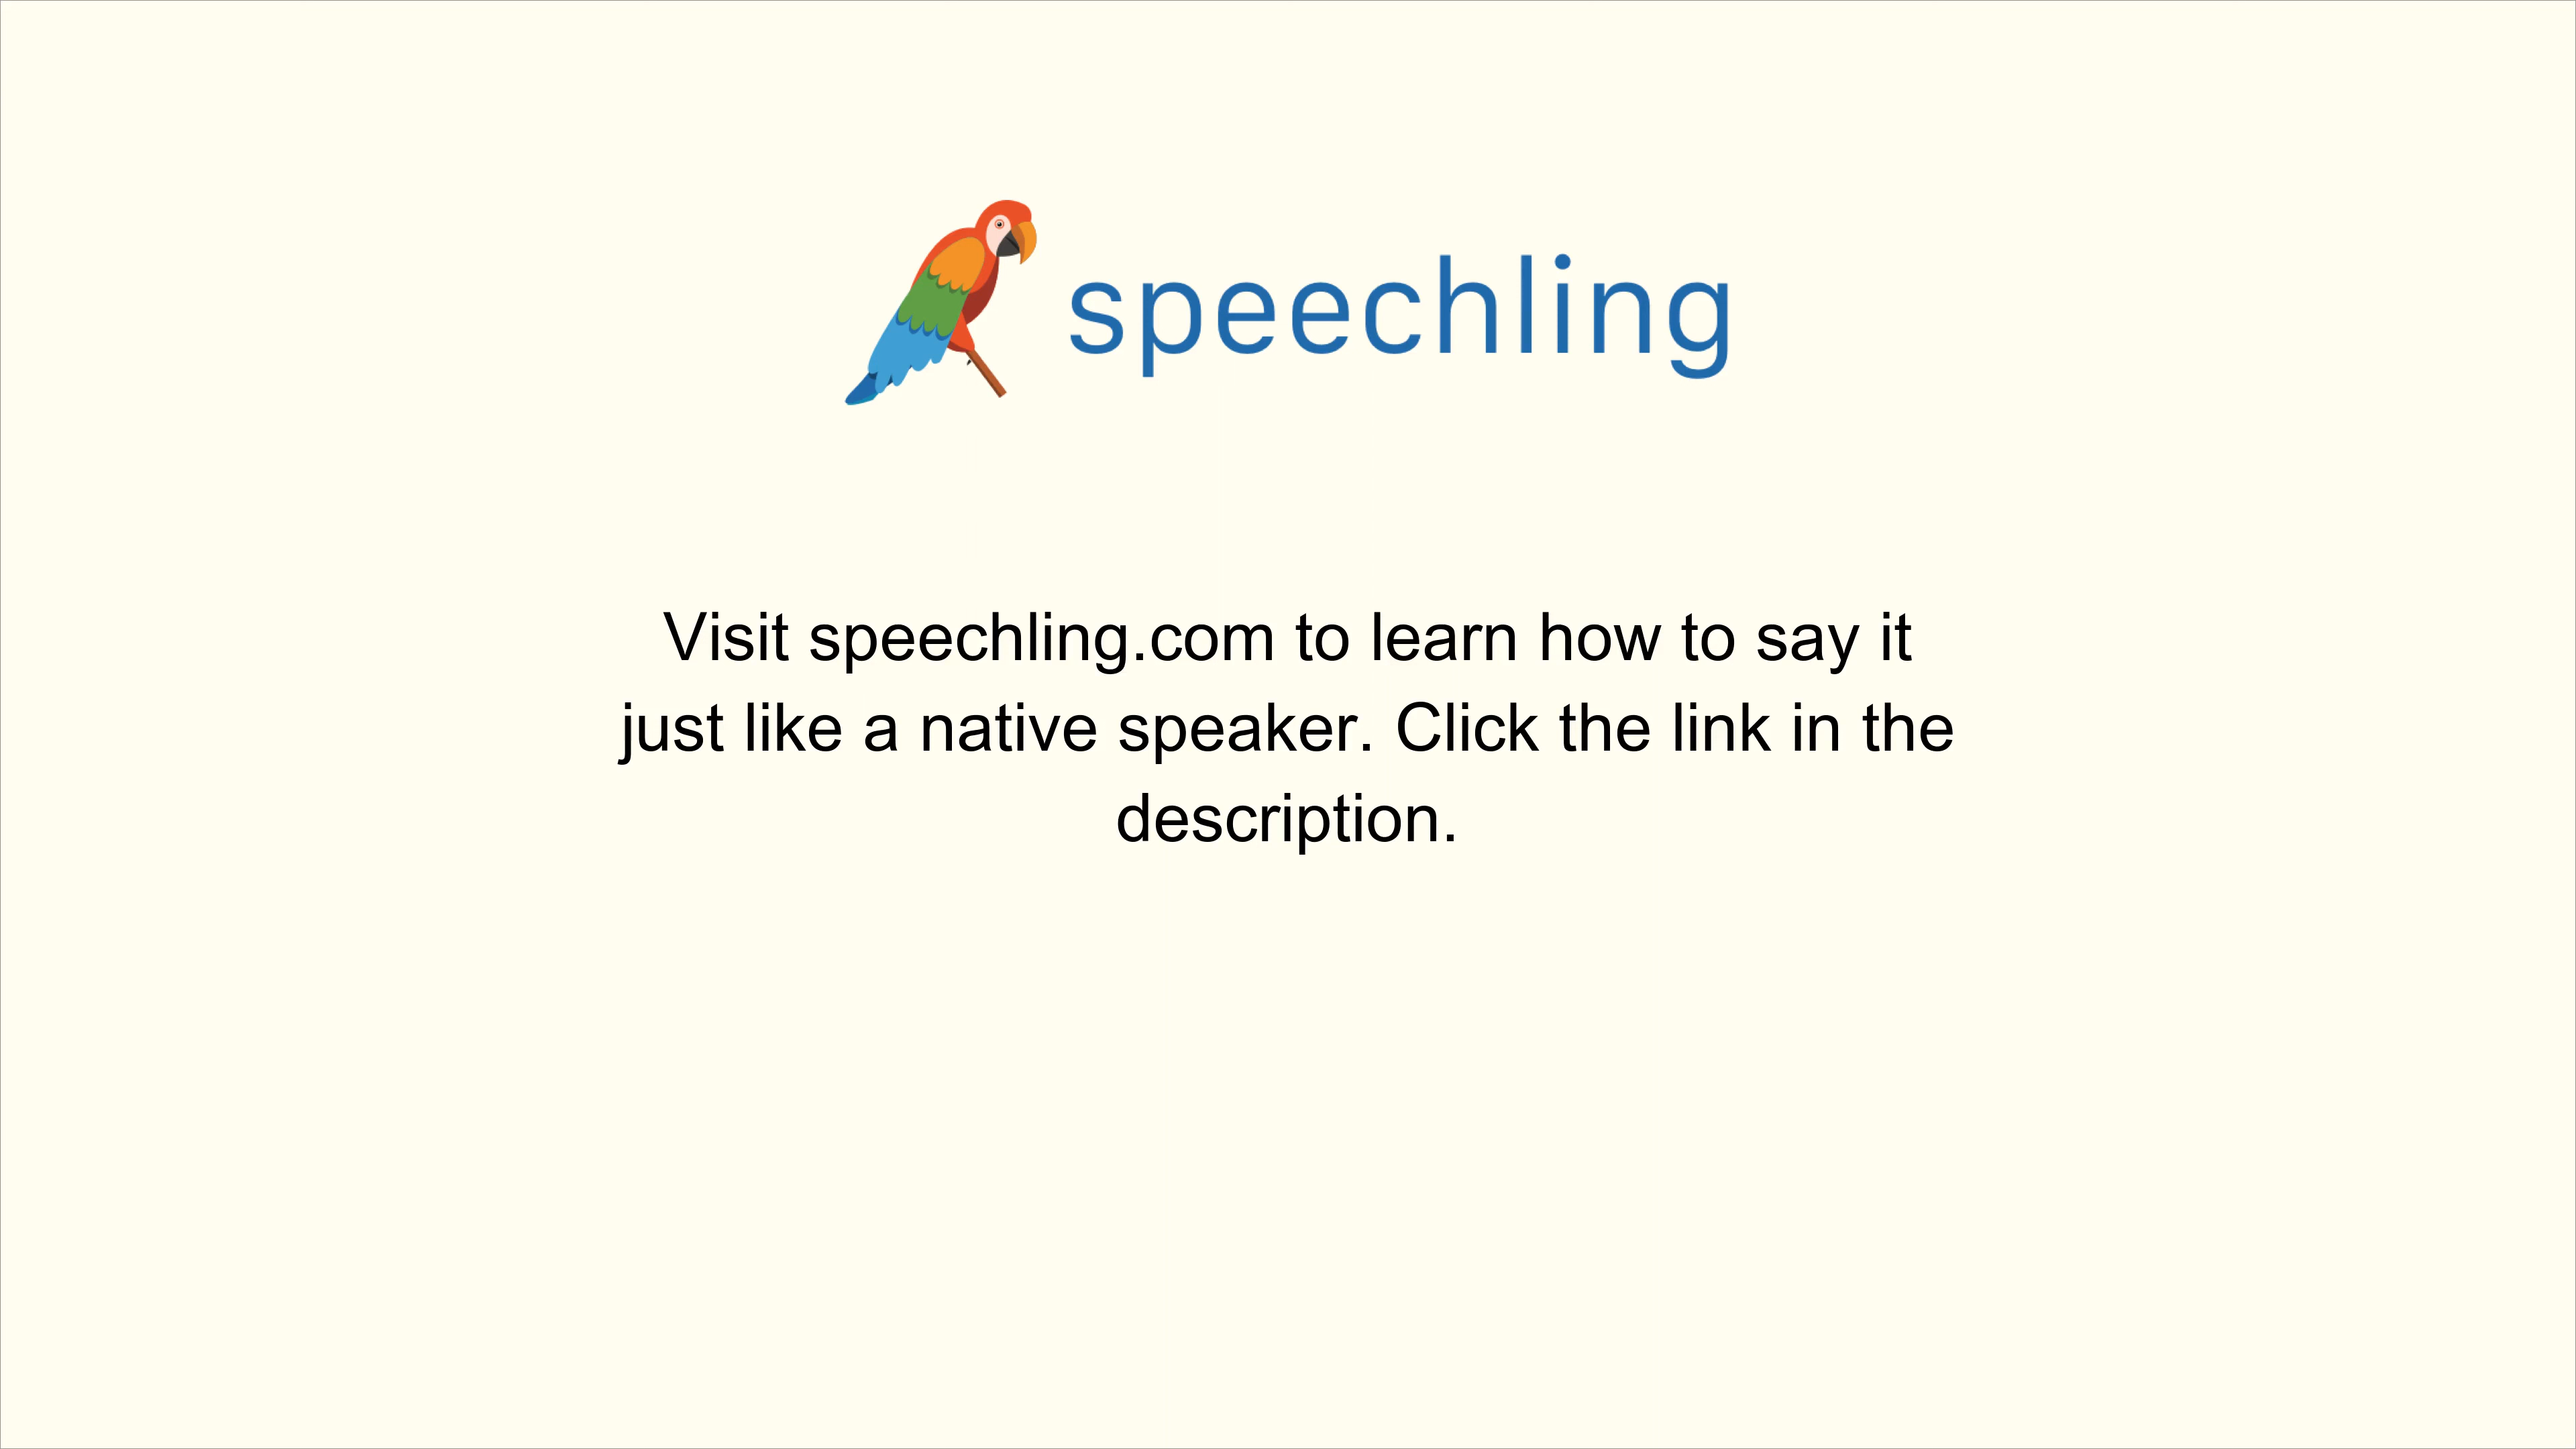 speechling
Visit speechling.com to learn how to say it
just like a native speaker. Click the link in the
description.